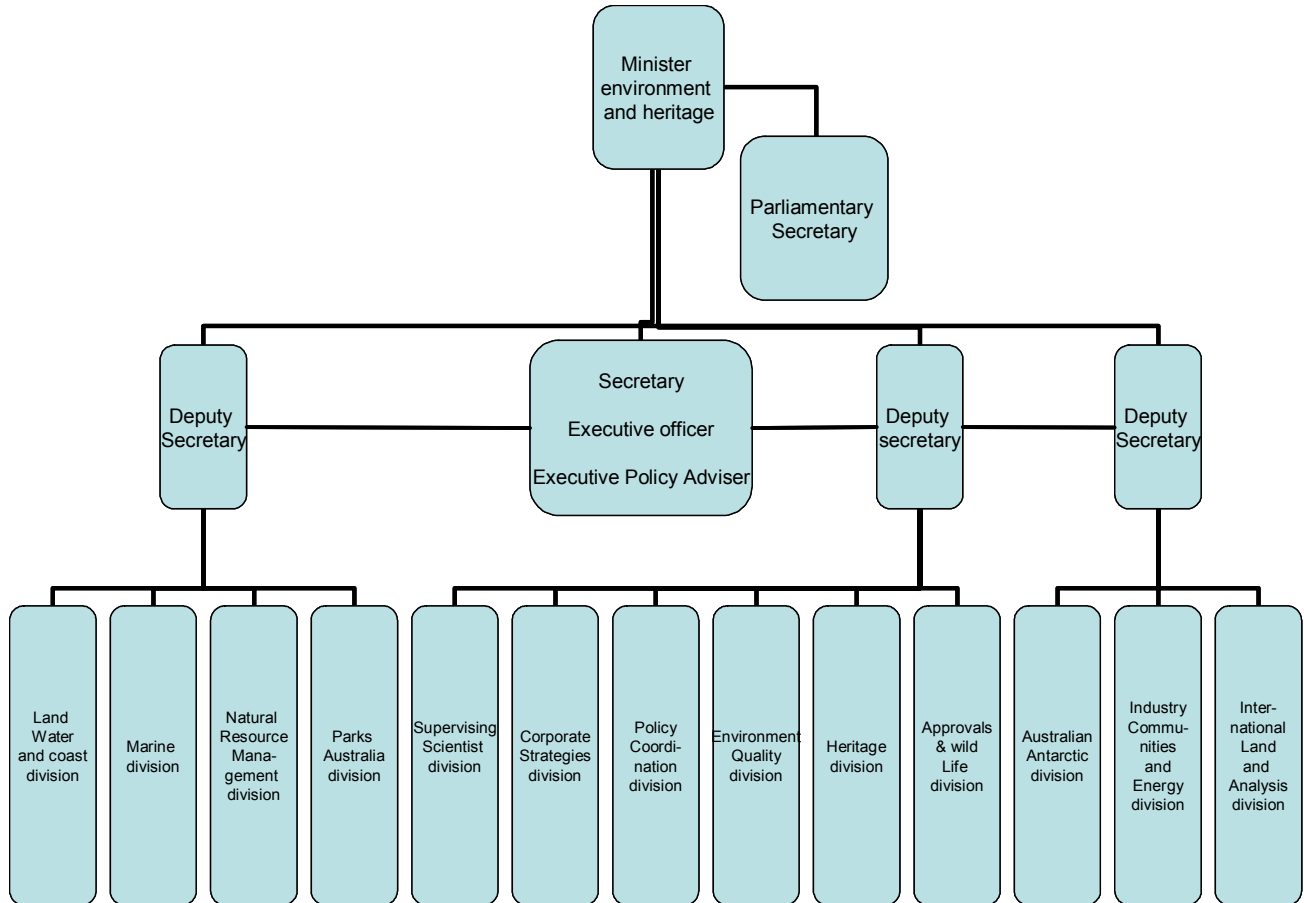 Minister
environment
and heritage
Parliamentary
Secretary
Deputy
Secretary
Secretary
Executive officer
Executive Policy Adviser
Deputy
secretary
Deputy
Secretary
Land
Water
and coast
division
Marine
division
Natural
Resource
Mana-
gement
division
Parks
Australia
division
Supervising
Scientist
division
Corporate
Strategies
division
Policy
Coordi-
nation
division
Environment
Quality
division
Heritage
division
Approvals
& wild
Life
division
Australian
Antarctic
division
Industry
Commu-
nities
and
Energy
division
Inter-
national
Land
and
Analysis
division